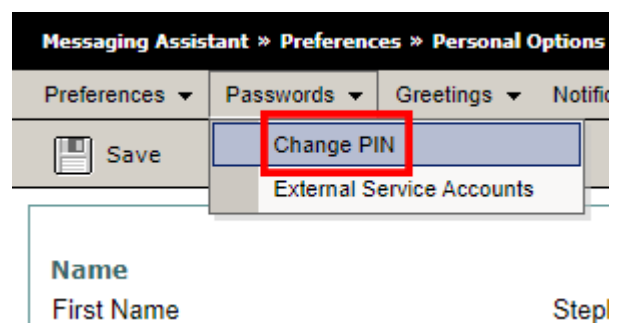 Messaging Assistant » Preferences » Personal Options
Preferences Passwords Greetings
Save
Change PIN
External Service Accounts
Name
First Name